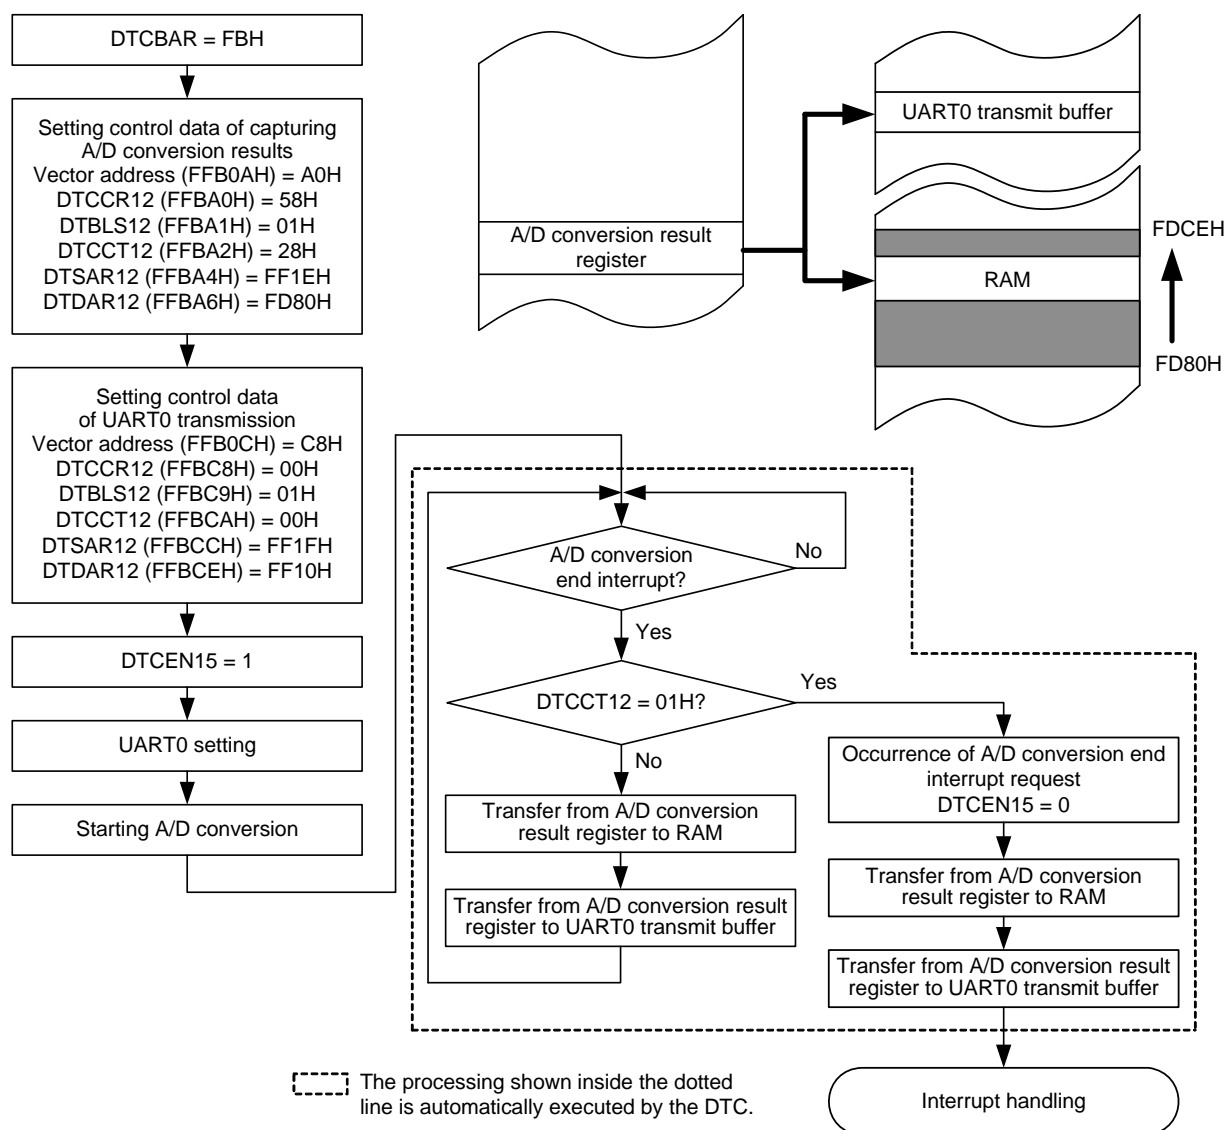 DTCBAR = FBH
Setting control data of capturing
A/D conversion results
Vector address (FFB0AH) = A0H
DTCCR12 (FFBA0H) = 58H
DTBLS12 (FFBA1H) = 01H
DTCCT12 (FFBA2H) = 28H
DTSAR12 (FFBA4H) = FF1EH
DTDAR12 (FFBA6H) = FD80H
Setting control data
of UART0 transmission
Vector address (FFB0CH) = C8H
DTCCR12 (FFBC8H) = 00H
DTBLS12 (FFBC9H) = 01H
DTCCT12 (FFBCAH) = 00H
DTSAR12 (FFBCCH) = FF1FH
DTDAR12 (FFBCEH) = FF10H
DTCEN15 = 1
UART0 setting
Starting A/D conversion
A/D conversion result
register
UART0 transmit buffer
FDCEH
RAM
FD80H
A/D conversion
end interrupt?
No
Yes
DTCCT12 = 01H?
Yes
No
Transfer from A/D conversion
result register to RAM
Transfer from A/D conversion result
register to UART0 transmit buffer
Occurrence of A/D conversion end
interrupt request
DTCEN15 = 0
Transfer from A/D conversion
result register to RAM
Transfer from A/D conversion result
register to UART0 transmit buffer
Interrupt handling
The processing shown inside the dotted
line is automatically executed by the DTC.